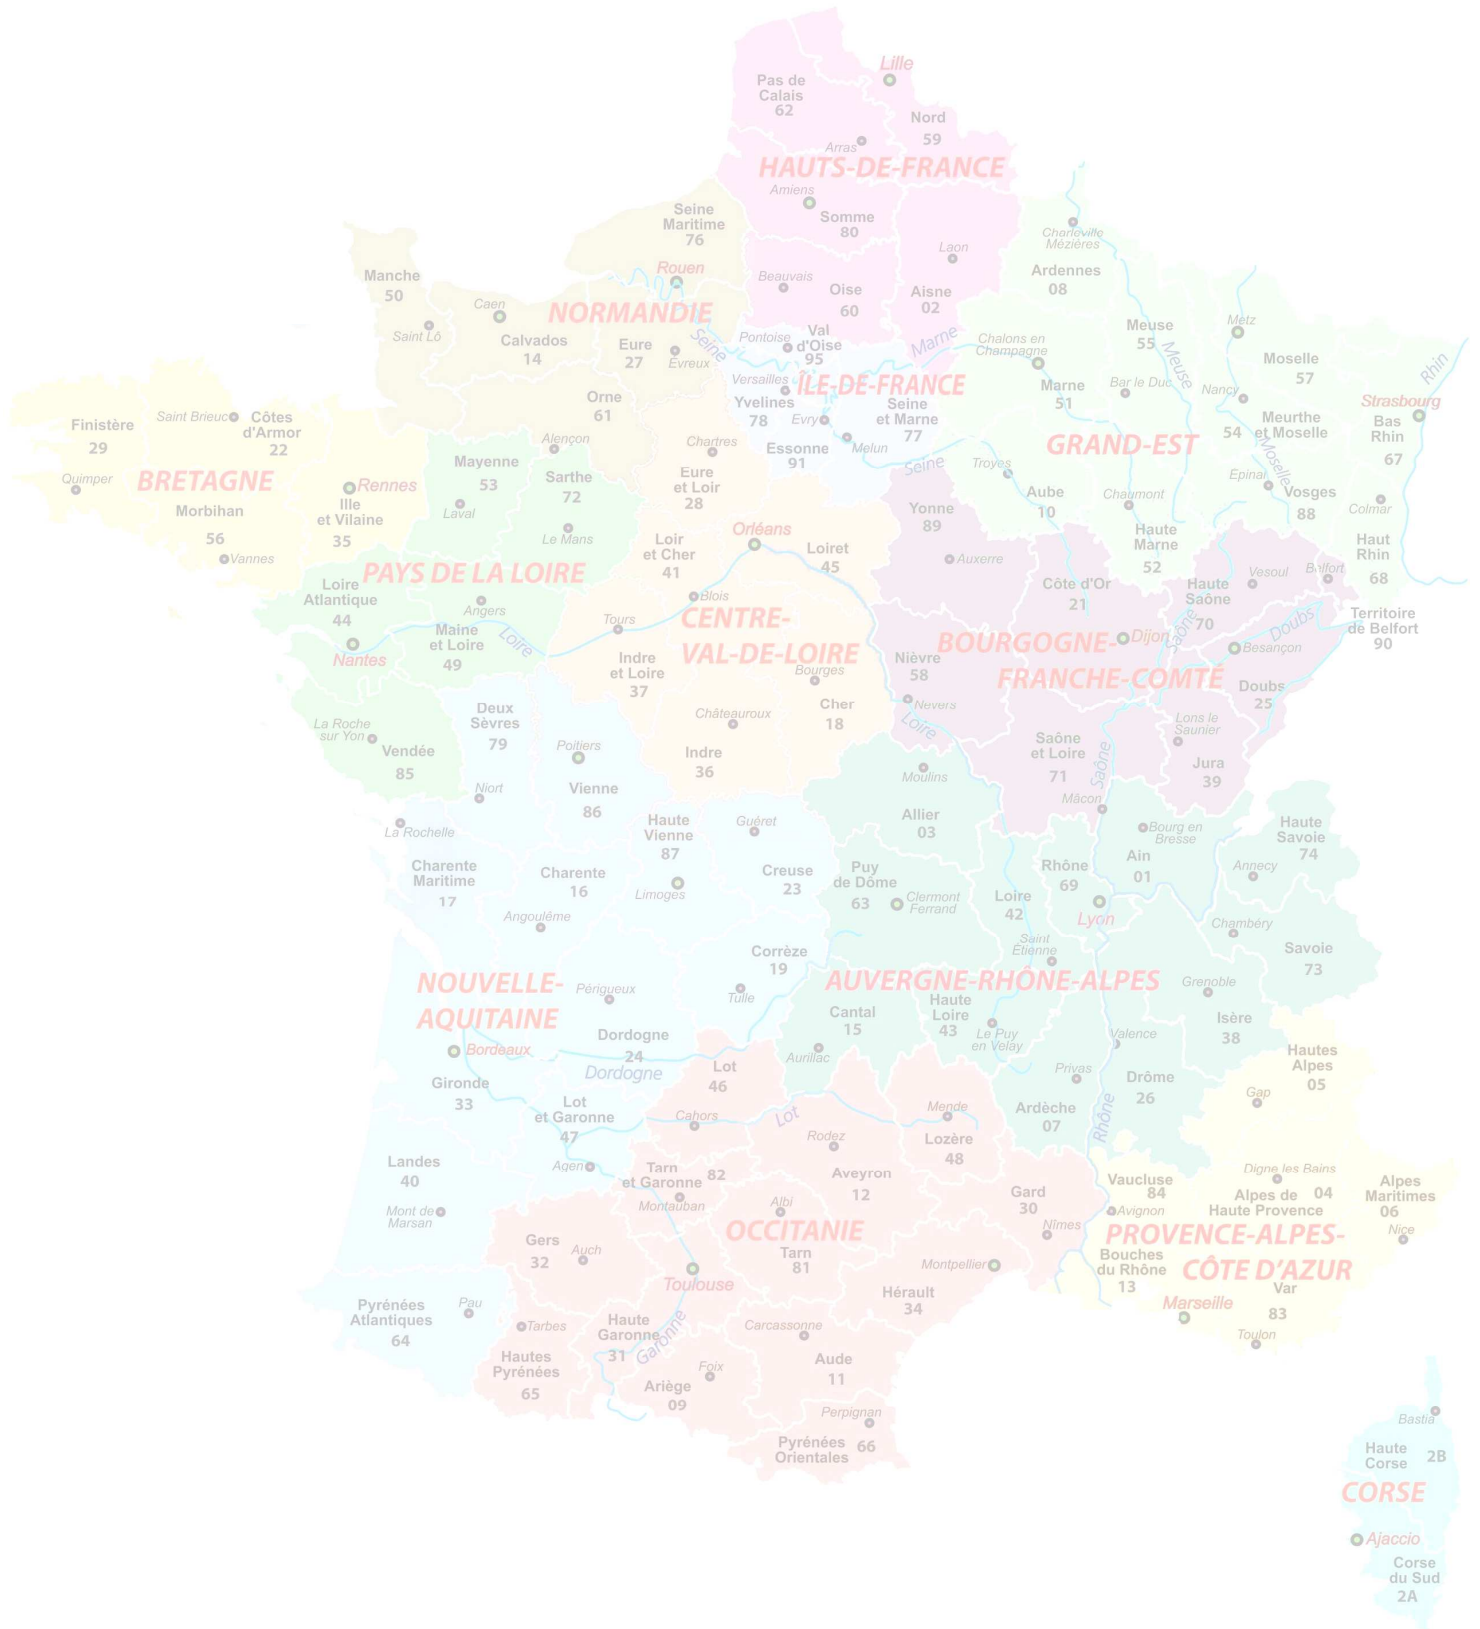 Lille
Pas de
Calais
62
Nord
59
Arras
HAUTS-DE-FRANCE
Amiens
Somme
80
Seine
Maritime
76
Charleville
Mézières
Laon
Ardennes
08
Manche
50
Rouen
Beauvais
Oise
60
Aisne
02
Caen
NORMANDIE
Saint Lô
Calvados
14
Eure
27
Evreux
Seine
Pontoise
Val
d'Oise
95
Marne
Chalons en
Champagne
Meuse
55
Metz
Moselle
57
Meuse
Rhin
Versailles
ÎLE-DE-FRANCE
Yvelines
78
Seine
et Marne
77
Evry
Marne
51
Bar le Duc
Nancy
Strasbourg
Orne
61
Meurthe
et Moselle
54
Bas
Rhin
67
Saint Brieuc
Côtes
d'Armor
22
Finistère
29
Alençon
Chartres
Essonne
91
Melun
Seine
GRAND-EST
Moselle
Mayenne
53
Sarthe
72
Eure
et Loir
28
Troyes
Aube
10
Chaumont
Epinal
Vosges
88
Colmar
Quimper
BRETAGNE
Rennes
Ille
et Vilaine
35
Morbihan
56
Vannes
Laval
Le Mans
Orléans
Loiret
45
Yonne
89
Auxerre
Haute
Marne
52
Haut
Rhin
68
Loir
et Cher
41
PAYS DE LA LOIRE
Loire
Atlantique
44
Angers
Blois
Côte d'Or
21
Haute
Saône
70
Vesoul
Belfort
Territoire
de Belfort
90
Nantes
Maine
et Loire
49
Loire
Tours
CENTRE-
VAL-DE-LOIRE
Indre
et Loire
37
Bourges
Cher
18
Nièvre
58
Nevers
Loire
BOURGOGNE-
FRANCHE-COMTÉ
Dijon
Saône
Doubs
Besançon
Doubs
25
La Roche
sur Yon
Vendée
85
Deux
Sèvres
79
Poitiers
Châteauroux
Indre
36
Saône
et Loire
71
Saône
Lons le
Saunier
Jura
39
Moulins
Mâcon
Niort
Vienne
86
La Rochelle
Haute
Vienne
87
Guéret
Allier
03
Bourg en
Bresse
Ain
01
Haute
Savoie
74
Annecy
Charente
Maritime
17
Charente
16
Limoges
Creuse
23
Puy
de Dôme
63
Clermont
Ferrand
Loire
42
Rhône
69
Lyon
Angoulême
Chambéry
Savoie
73
Corrèze
19
Tulle
Saint
Étienne
NOUVELLE-
AQUITAINE
Périgueux
AUVERGNE-RHÔNE-ALPES
Grenoble
Isère
38
Cantal
15
Haute
Loire
43
Le Puy
en Velay
Valence
Aurillac
Bordeaux
Dordogne
24
Dordogne
Gironde
33
Lot
46
Privas
Drôme
26
Hautes
Alpes
05
Gap
Lot
et Garonne
47
Cahors
Lot
Mende
Lozère
48
Ardèche
07
Rhône
Rodez
Agen
Landes
40
Mont de
Marsan
Tarn
et Garonne
82
Montauban
Albi
Aveyron
12
Gard
30
Nîmes
Vaucluse
84
Avignon
Digne les Bains
Alpes de
Haute Provence
04
Alpes
Maritimes
06
Nice
OCCITANIE
Gers
32
Auch
Tarn
81
Toulouse
Montpellier
Hérault
34
PROVENCE-ALPES-
CÔTE D'AZUR
Bouches
du Rhône
13
Marseille
Var
83
Toulon
Pyrénées
Atlantiques
64
Pau
Tarbes
Hautes
Pyrénées
65
Haute
Garonne
31
Garonne
Carcassonne
Aude
11
Foix
Ariège
09
Perpignan
Pyrénées
Orientales
66
Bastia
Haute
Corse
2B
CORSE
Ajaccio
Corse
du Sud
2A